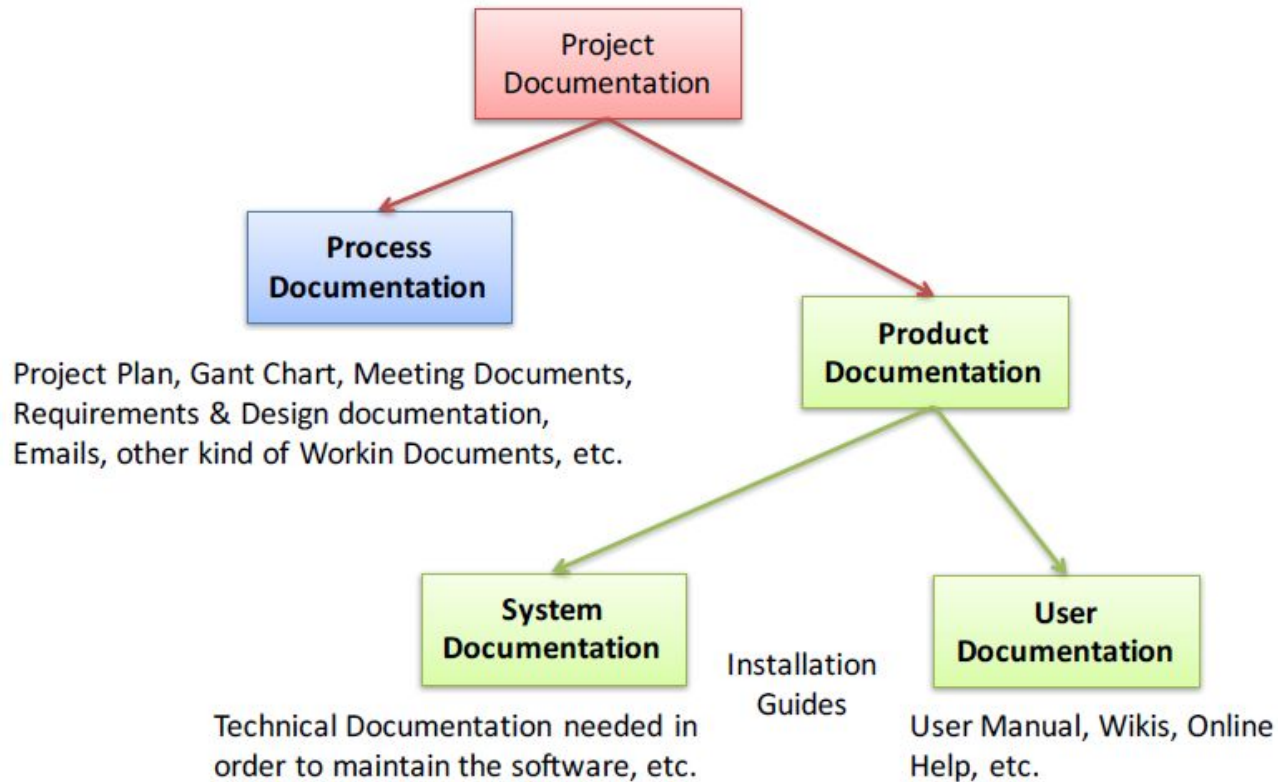 Project
Documentation
Process
Documentation
Project Plan, Gant Chart, Meeting Documents,
Requirements & Design documentation,
Emails, other kind of Workin Documents, etc.
Product
Documentation
System
Documentation
Technical Documentation needed in
order to maintain the software, etc.
Installation
Guides
User
Documentation
User Manual, Wikis, Online
Help, etc.